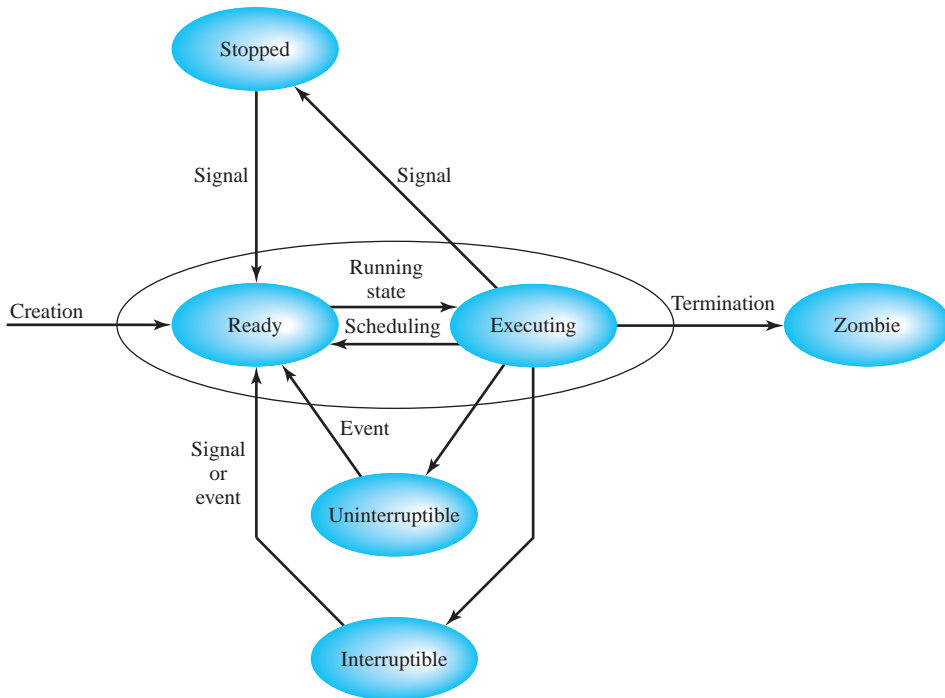 Stopped
Signal
Signal
Running
state
Creation
Termination
Ready
Scheduling
Executing
Zombie
Signal
or
event
Event
Uninterruptible
Interruptible